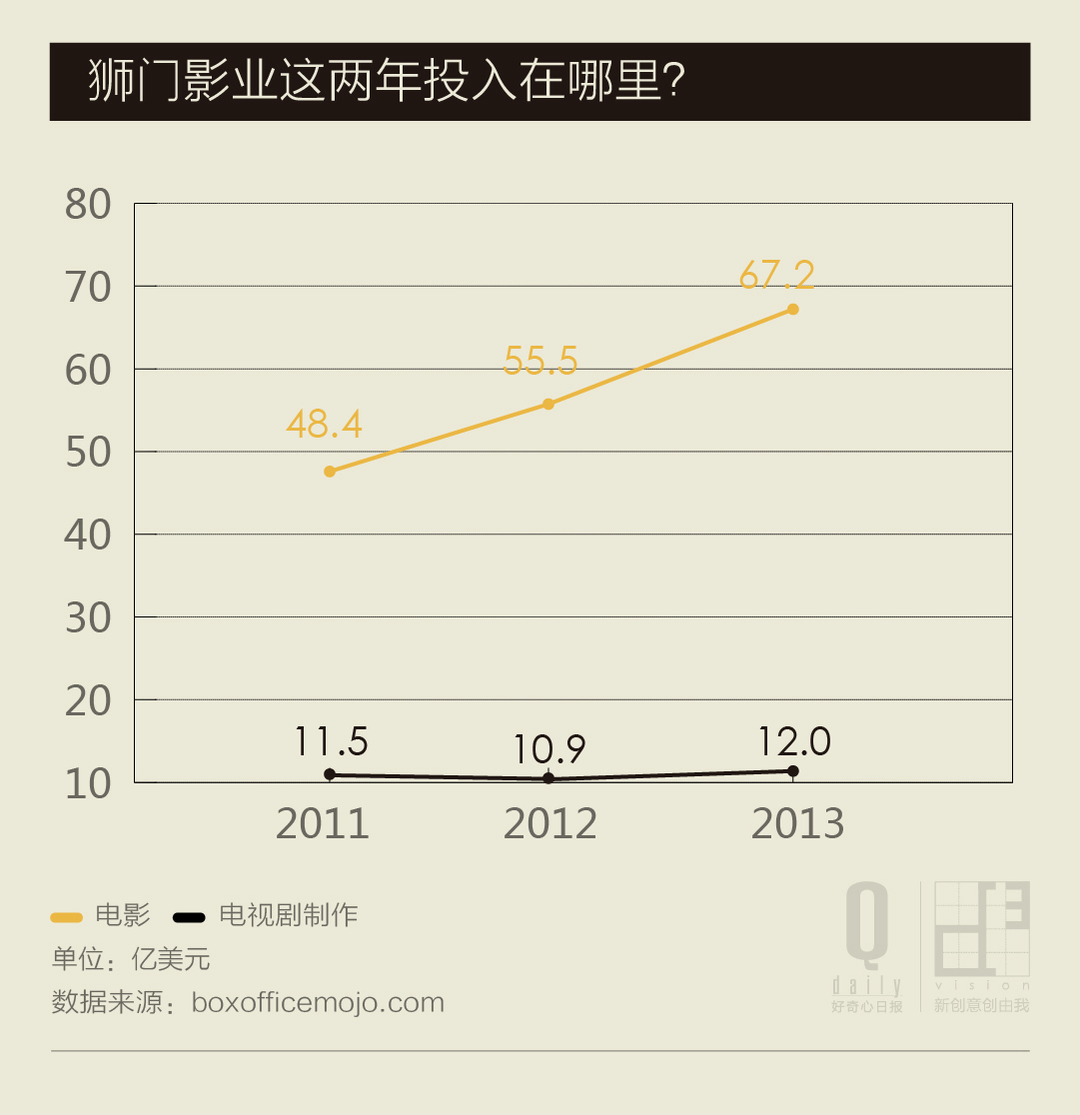 狮门影业这两年投入在哪里？
80
70
60
50
40
30
20
10
67.2
55.5
48.4
11.5
10.9
12.0
2011 2012 2013
电影 电视剧制作
单位：亿美元
数据来源：boxofficemojo.com
Q
daily
好奇心日报
vision
新创意创由我